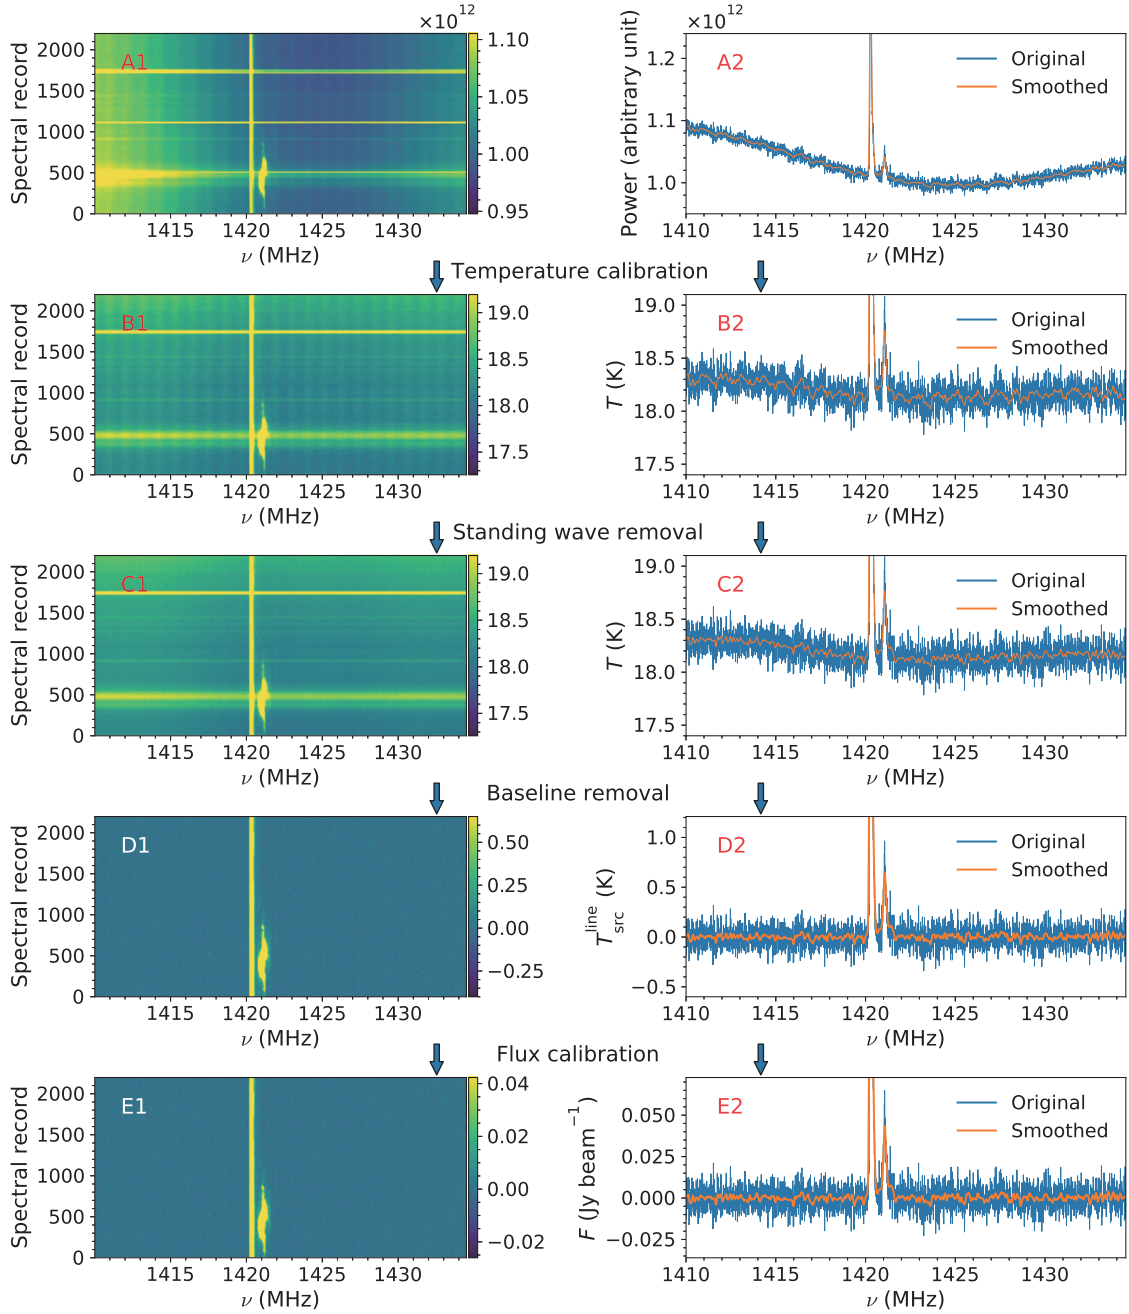 ×10¹²
2000
1500
1000
500
0
Spectral record
A1
1.10
1.05
1.00
0.95
1415
1420
1425
1430
ν (MHz)
×10¹²
1.2
1.1
1.0
Power (arbitrary unit)
A2
Original
Smoothed
1410
1415
1420
1425
1430
ν (MHz)
Temperature calibration
2000
1500
1000
500
0
Spectral record
B1
19.0
18.5
18.0
17.5
1415
1420
1425
1430
ν (MHz)
19.0
18.5
18.0
17.5
T (K)
B2
Original
Smoothed
1410
1415
1420
1425
1430
ν (MHz)
Standing wave removal
2000
1500
1000
500
0
Spectral record
C1
19.0
18.5
18.0
17.5
1415
1420
1425
1430
ν (MHz)
19.0
18.5
18.0
17.5
T (K)
C2
Original
Smoothed
1410
1415
1420
1425
1430
ν (MHz)
Baseline removal
2000
1500
1000
500
0
Spectral record
D1
0.50
0.25
0.00
−0.25
1415
1420
1425
1430
ν (MHz)
1.0
0.5
0.0
−0.5
T_src^line (K)
D2
Original
Smoothed
1410
1415
1420
1425
1430
ν (MHz)
Flux calibration
2000
1500
1000
500
0
Spectral record
E1
0.04
0.02
0.00
−0.02
1415
1420
1425
1430
ν (MHz)
0.050
0.025
0.000
−0.025
F (Jy beam⁻¹)
E2
Original
Smoothed
1410
1415
1420
1425
1430
ν (MHz)